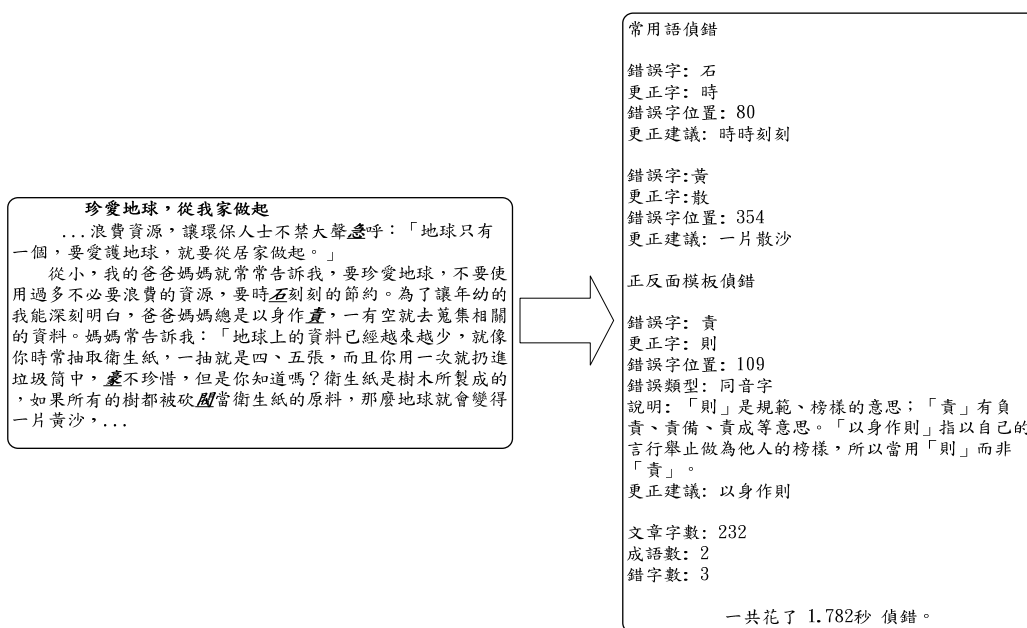 珍愛地球，從我家做起
...浪費資源，讓環保人士不禁大聲急呼：「地球只有
一個，要愛護地球，就要從居家做起。」
從小，我的爸爸媽媽就常常告訴我，要珍愛地球，不要使
用過多不必要浪費的資源，要時石刻刻的節約。為了讓年幼的
我能深刻明白，爸爸媽媽總是以身作責，一有空就去蒐集相關
的資料。媽媽常告訴我：「地球上的資料已經越來越少，就像
你時常抽取衛生紙，一抽就是四、五張，而且你用一次就扔進
垃圾筒中，豪不珍惜，但是你知道嗎？衛生紙是樹木所製成的
，如果所有的樹都被砍閥當衛生紙的原料，那麼地球就會變得
一片黃沙，...
常用語偵錯
錯誤字: 石
更正字: 時
錯誤字位置: 80
更正建議: 時時刻刻
錯誤字:黃
更正字:散
錯誤字位置: 354
更正建議: 一片散沙
正反面模板偵錯
錯誤字: 責
更正字: 則
錯誤字位置: 109
錯誤類型: 同音字
說明: 「則」是規範、榜樣的意思；「責」有負
責、責備、責成等意思。「以身作則」指以自己的
言行舉止做為他人的榜樣，所以當用「則」而非
「責」。
更正建議: 以身作則
文章字數: 232
成語數: 2
錯字數: 3
一共花了 1.782秒 偵錯。